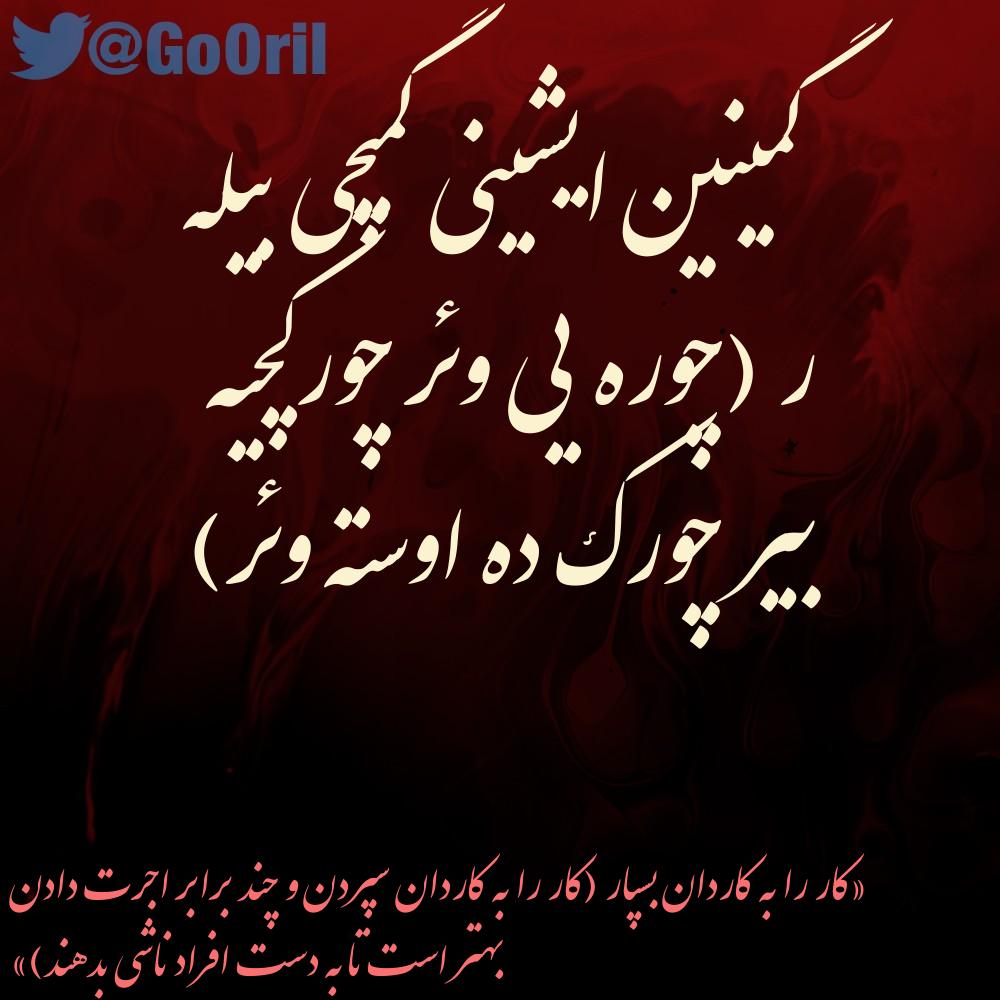 @GoOril
گمینین ایشینی گمیچی بیله
ر (چوره یی وئر چورکچیه
بیر چورک ده اوسته وئر)
«کار را به کاردان بسپار (کار را به کاردان سپردن و چند برابر اجرت دادن
بهتر است تا به دست افراد ناشی بدهند)»